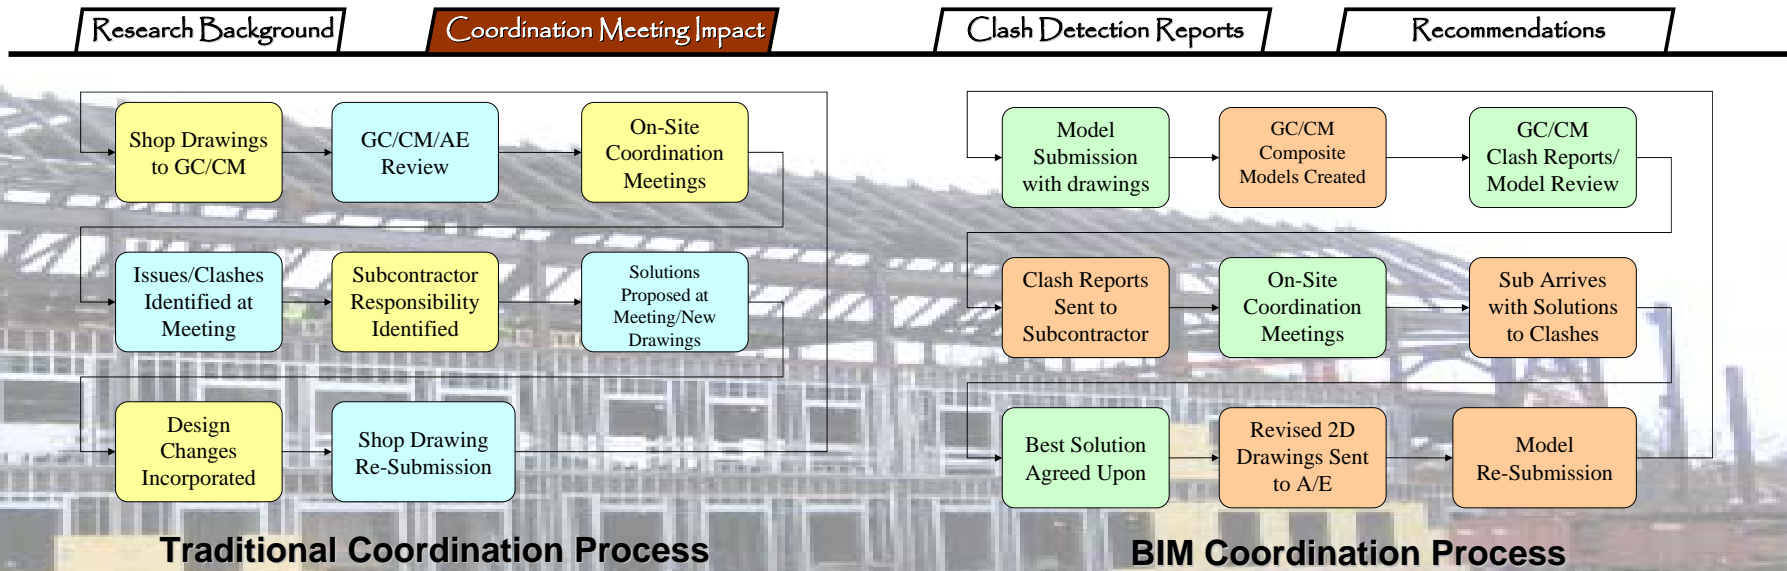 Research Background
Coordination Meeting Impact
Clash Detection Reports
Recommendations
Shop Drawings
to GC/CM
GC/CM/AE
Review
On-Site
Coordination
Meetings
Issues/Clashes
Identified at
Meeting
Subcontractor
Responsibility
Identified
Solutions
Proposed at
Meeting/New
Drawings
Design
Changes
Incorporated
Shop Drawing
Re-Submission
Traditional Coordination Process
Model
Submission
with drawings
GC/CM
Composite
Models Created
GC/CM
Clash Reports/
Model Review
Clash Reports
Sent to
Subcontractor
On-Site
Coordination
Meetings
Sub Arrives
with Solutions
to Clashes
Best Solution
Agreed Upon
Revised 2D
Drawings Sent
to A/E
Model
Re-Submission
BIM Coordination Process